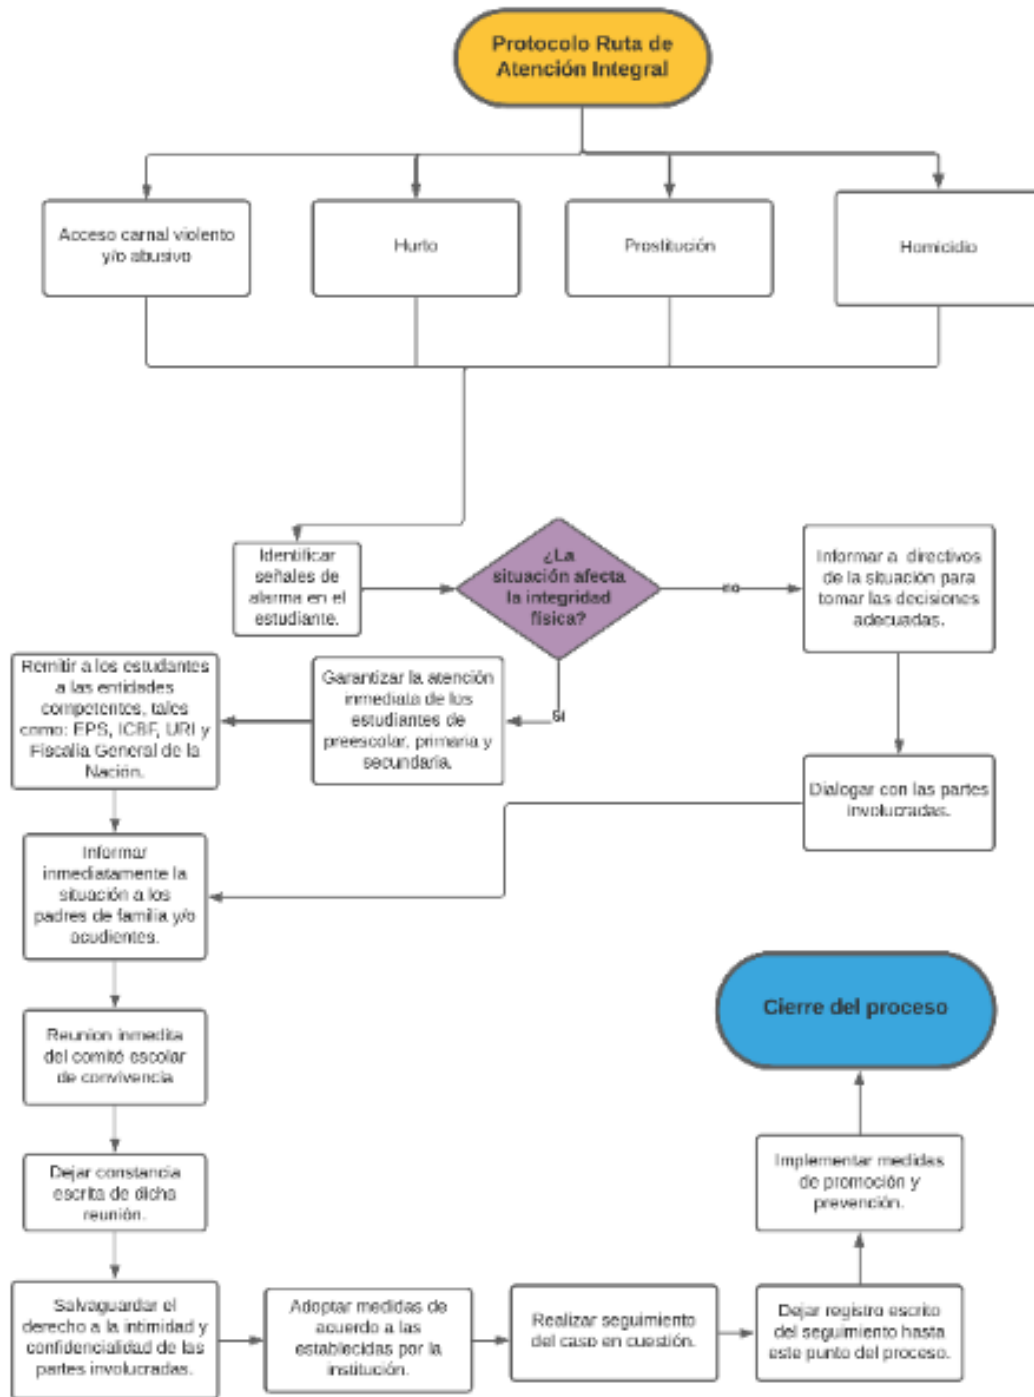 Protocolo Ruta de
Atención Integral
Acceso carnal violento
y/o abusivo
Hurto
Prostitución
Homicidio
Identificar
señales de
alarma en el
estudiante.
¿La
situación afecta
la integridad
física?
no
Informar a directivos
de la situación para
tomar las decisiones
adecuadas.
Si
Garantizar la atención
inmediata de los
estudiantes de
preescolar, primaria y
secundaria.
Remitir a los estudantes
a las entidades
competentes, tales
como: EPS, ICBF, URI y
Fiscalía General de la
Nación.
Dialogar con las partes
involucradas.
Informar
inmediatamente la
situación a los
padres de familia y/o
acudientes.
Reunion inmedita
del comité escolar
de convivencia
Dejar constancia
escrita de dicha
reunión.
Salvaguardar el
derecho a la intimidad y
confidencialidad de las
partes involucradas.
Adoptar medidas de
acuerdo a las
establecidas por la
institución.
Realizar seguimiento
del caso en cuestión.
Dejar registro escrito
del seguimiento hasta
este punto del proceso.
Implementar medidas
de promoción y
prevención.
Cierre del proceso